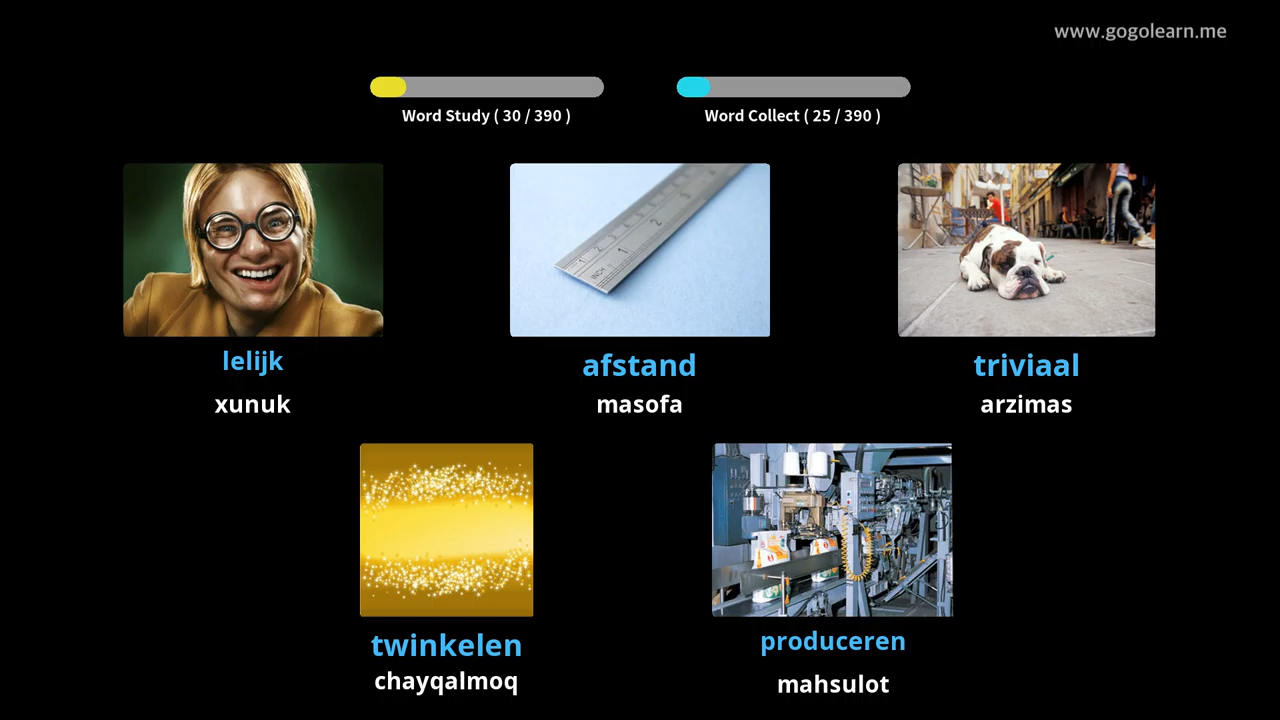 www.gogolearn.me
Word Study ( 30 / 390 )
Word Collect ( 25 / 390 )
lelijk
afstand
triviaal
xunuk
masofa
arzimas
twinkelen
produceren
chayqalmoq
mahsulot